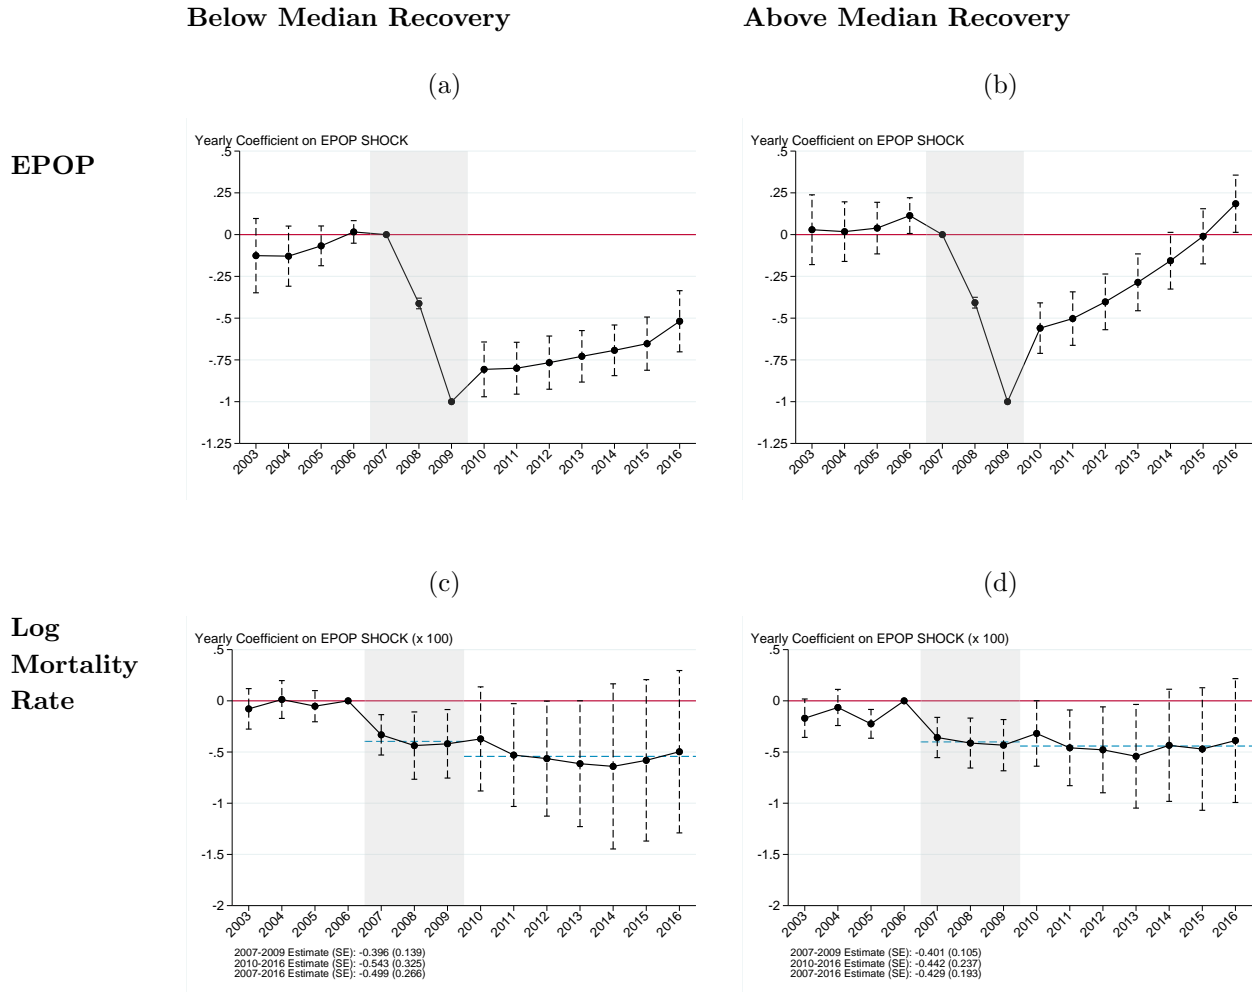 Below Median Recovery
Above Median Recovery
(a)
(b)
EPOP
Yearly Coefficient on EPOP SHOCK
.5
.25
0
-.25
-.5
-.75
-1
-1.25
2003 2004 2005 2006 2007 2008 2009 2010 2011 2012 2013 2014 2015 2016
Yearly Coefficient on EPOP SHOCK
.5
.25
0
-.25
-.5
-.75
-1
-1.25
2003 2004 2005 2006 2007 2008 2009 2010 2011 2012 2013 2014 2015 2016
(c)
(d)
Log
Mortality
Rate
Yearly Coefficient on EPOP SHOCK (x 100)
.5
0
-.5
-1
-1.5
-2
2003 2004 2005 2006 2007 2008 2009 2010 2011 2012 2013 2014 2015 2016
2007-2009 Estimate (SE): -0.396 (0.139)
2010-2016 Estimate (SE): -0.543 (0.325)
2007-2016 Estimate (SE): -0.499 (0.266)
Yearly Coefficient on EPOP SHOCK (x 100)
.5
0
-.5
-1
-1.5
-2
2003 2004 2005 2006 2007 2008 2009 2010 2011 2012 2013 2014 2015 2016
2007-2009 Estimate (SE): -0.401 (0.105)
2010-2016 Estimate (SE): -0.442 (0.237)
2007-2016 Estimate (SE): -0.429 (0.193)